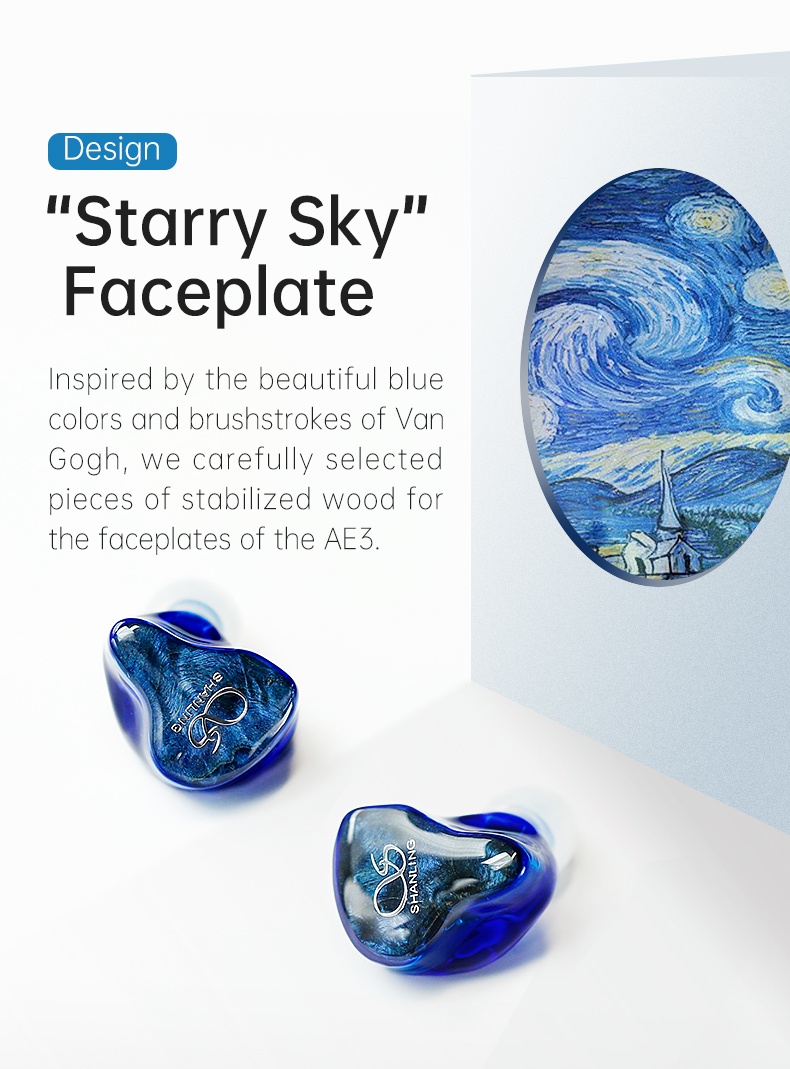 Design
“Starry Sky”
Faceplate
Inspired by the beautiful blue
colors and brushstrokes of Van
Gogh, we carefully selected
pieces of stabilized wood for
the faceplates of the AE3.
SHANLING
SHANLING